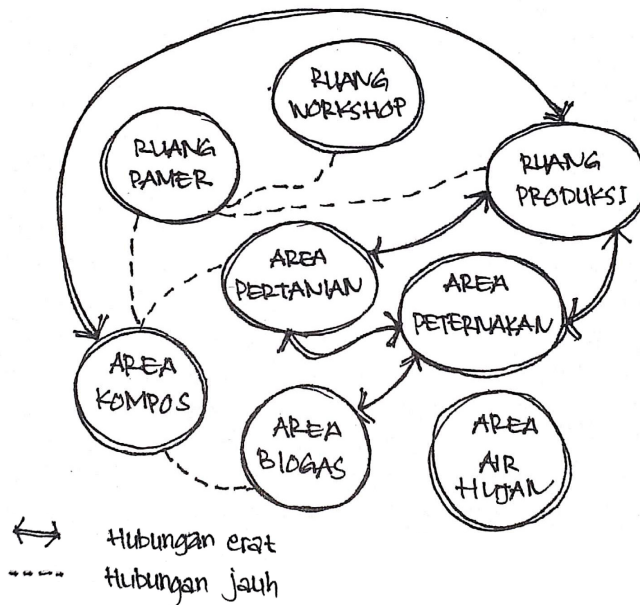 RUANG
WORKSHOP
RUANG
PAMER
RUANG
PRODUKSI
AREA
PERTANIAN
AREA
PETERNAKAN
AREA
KOMPOS
AREA
BIOGAS
AREA
AIR
HUJAN
Hubungan erat
Hubungan jauh